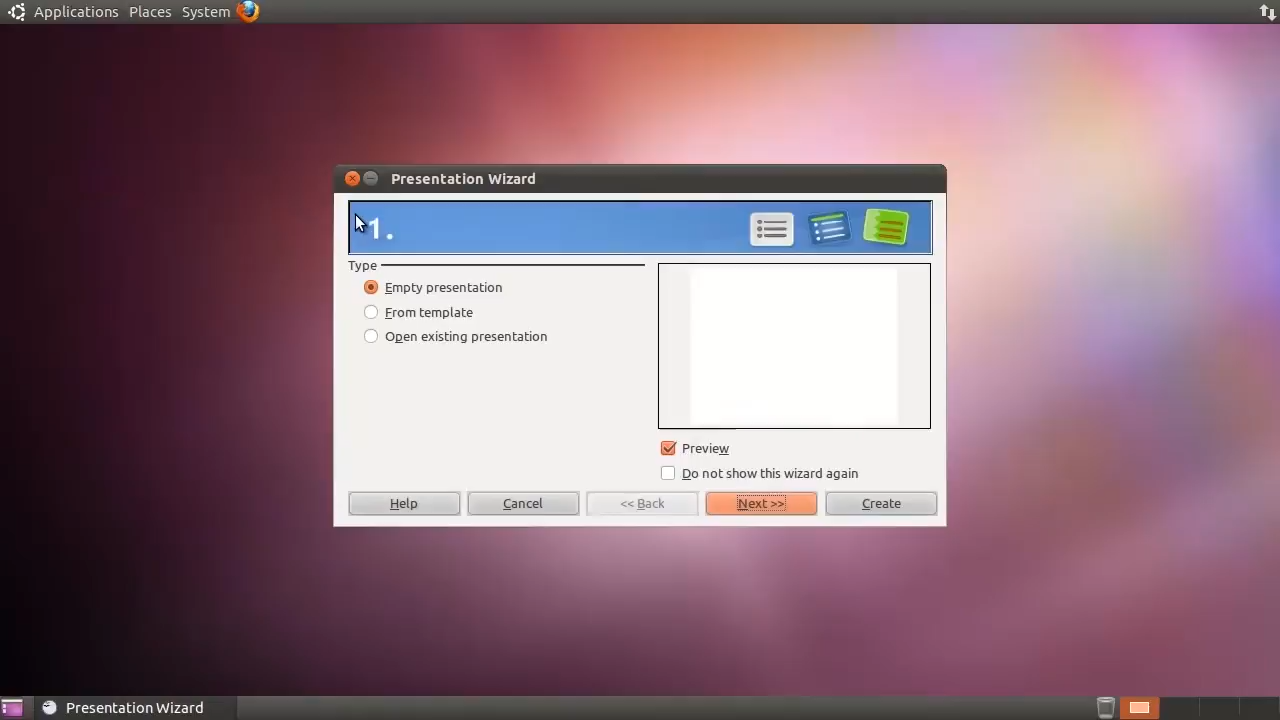 Applications Places System
Presentation Wizard
1.
Type
Empty presentation
From template
Open existing presentation
Preview
Do not show this wizard again
Help Cancel << Back Next >> Create
Presentation Wizard